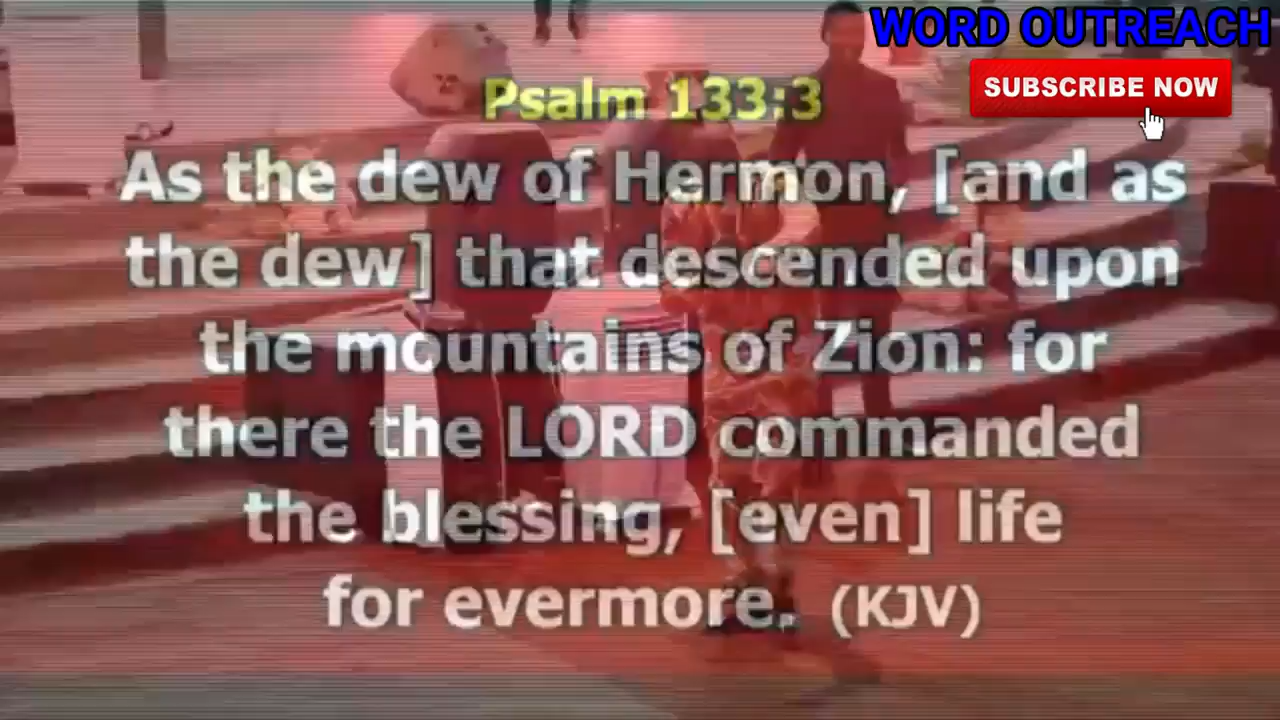 WORD OUTREACH
SUBSCRIBE NOW
Psalm 133:3
As the dew of Hermon, [and as
the dew] that descended upon
the mountains of Zion: for
there the LORD commanded
the blessing, [even] life
for evermore. (KJV)